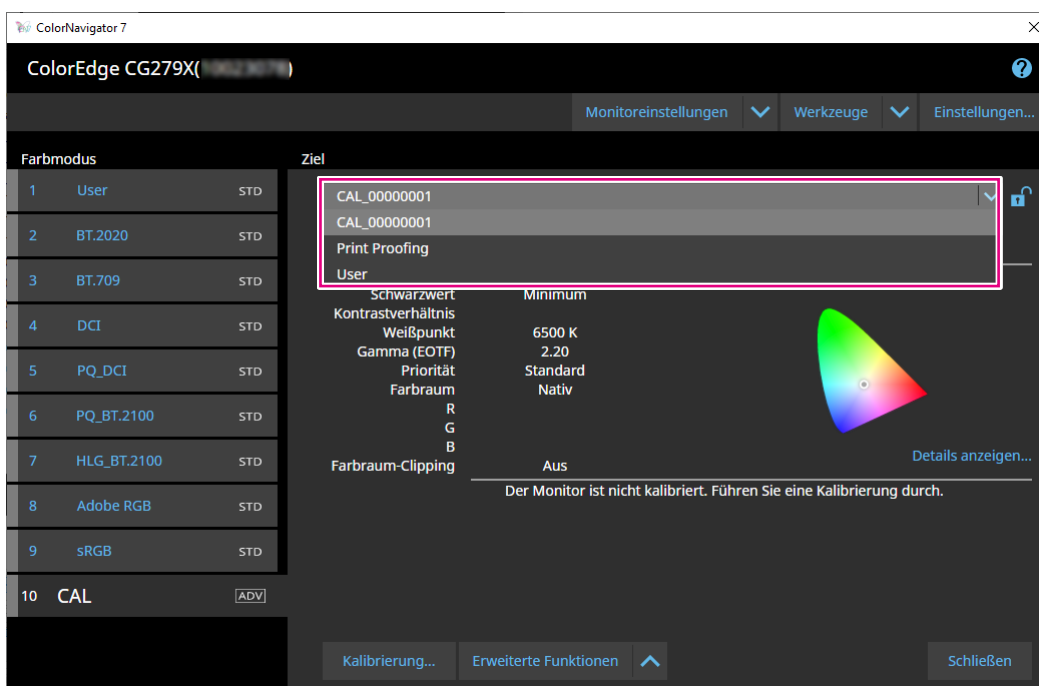 ColorNavigator 7
ColorEdge CG279X( )
Monitoreinstellungen Werkzeuge Einstellungen...
Farbmodus
1 User STD
2 BT.2020 STD
3 BT.709 STD
4 DCI STD
5 PQ_DCI STD
6 PQ_BT.2100 STD
7 HLG_BT.2100 STD
8 Adobe RGB STD
9 sRGB STD
10 CAL ADV
Ziel
CAL_00000001
CAL_00000001
Print Proofing
User
Schwarzwert Minimum
Kontrastverhältnis
Weißpunkt 6500 K
Gamma (EOTF) 2.20
Priorität Standard
Farbraum Nativ
R
G
B
Farbraum-Clipping Aus
Details anzeigen...
Der Monitor ist nicht kalibriert. Führen Sie eine Kalibrierung durch.
Kalibrierung... Erweiterte Funktionen Schließen